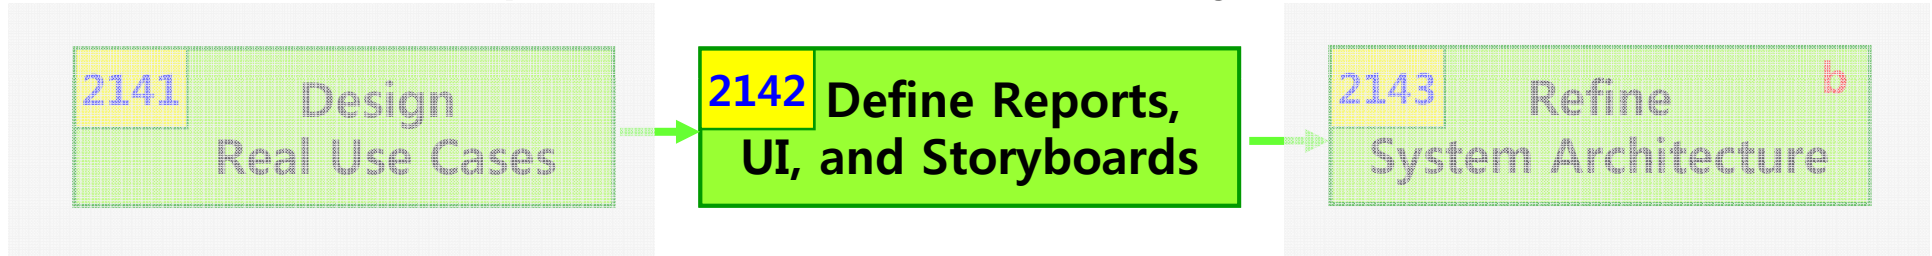 2141
Design
Real Use Cases
2142
Define Reports,
UI, and Storyboards
2143
Refine
b
System Architecture